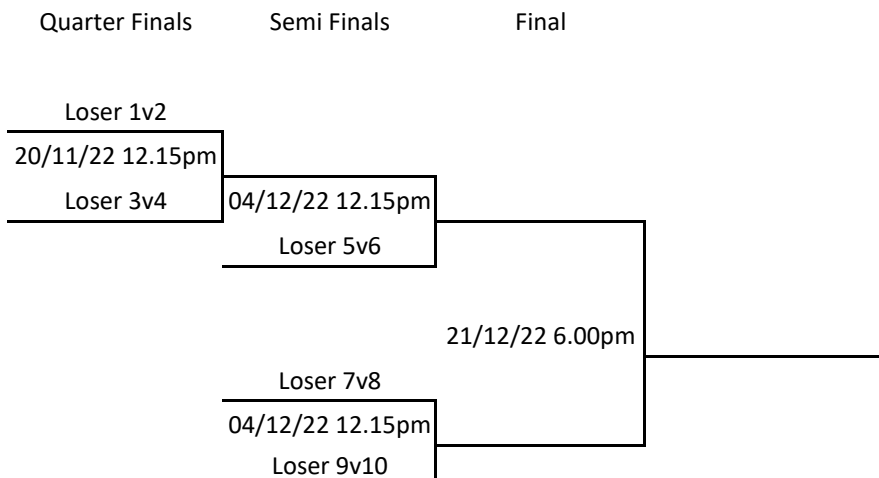 Quarter Finals Semi Finals Final
Loser 1v2
20/11/22 12.15pm
Loser 3v4 04/12/22 12.15pm
Loser 5v6
21/12/22 6.00pm
Loser 7v8
04/12/22 12.15pm
Loser 9v10